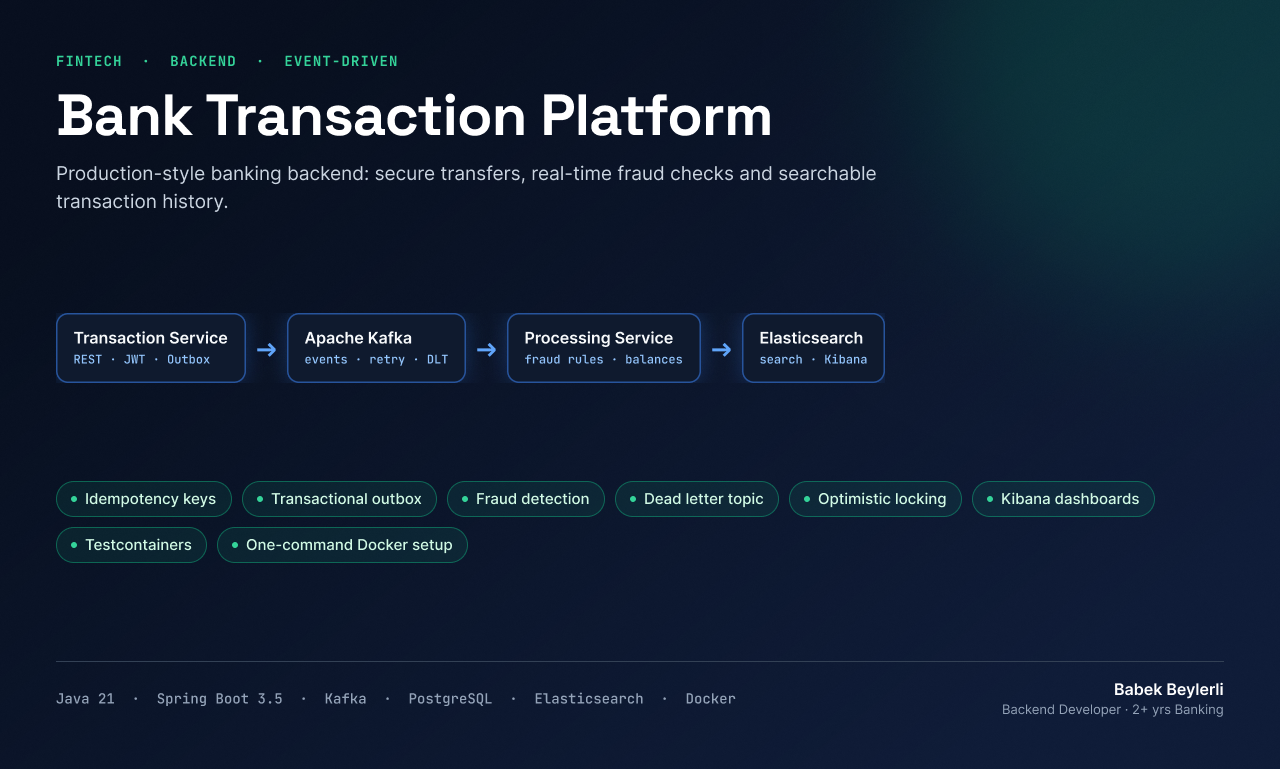 FINTECH · BACKEND · EVENT-DRIVEN
Bank Transaction Platform
Production-style banking backend: secure transfers, real-time fraud checks and searchable
transaction history.
Transaction Service → Apache Kafka → Processing Service → Elasticsearch
REST · JWT · Outbox events · retry · DLT fraud rules · balances search · Kibana
Idempotency keys Transactional outbox Fraud detection Dead letter topic Optimistic locking Kibana dashboards
Testcontainers One-command Docker setup
Java 21 · Spring Boot 3.5 · Kafka · PostgreSQL · Elasticsearch · Docker
Babek Beylerli
Backend Developer · 2+ yrs Banking